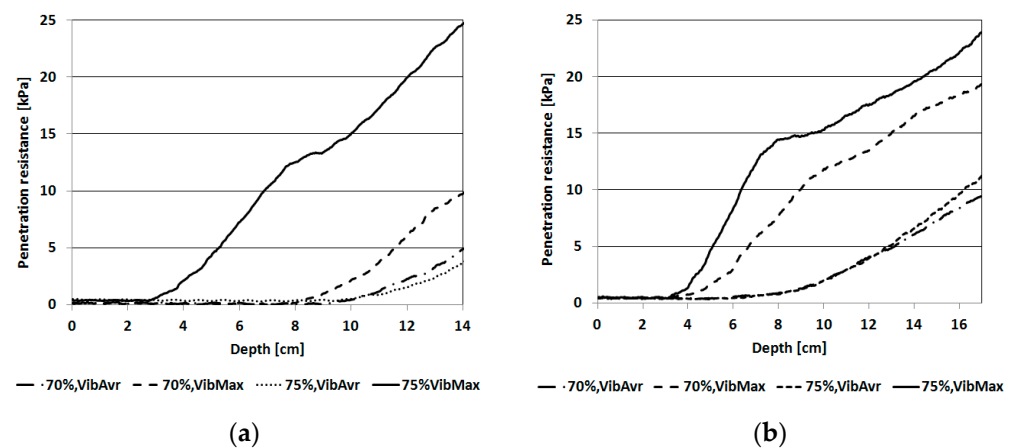 25
20
15
10
5
0
Penetration resistance [kPa]
0 2 4 6 8 10 12 14
Depth [cm]
70%,VibAvr 70%,VibMax 75%,VibAvr 75%VibMax
(a)
25
20
15
10
5
0
Penetration resistance [kPa]
0 2 4 6 8 10 12 14 16
Depth [cm]
70%,VibAvr 70%,VibMax 75%,VibAvr 75%,VibMax
(b)